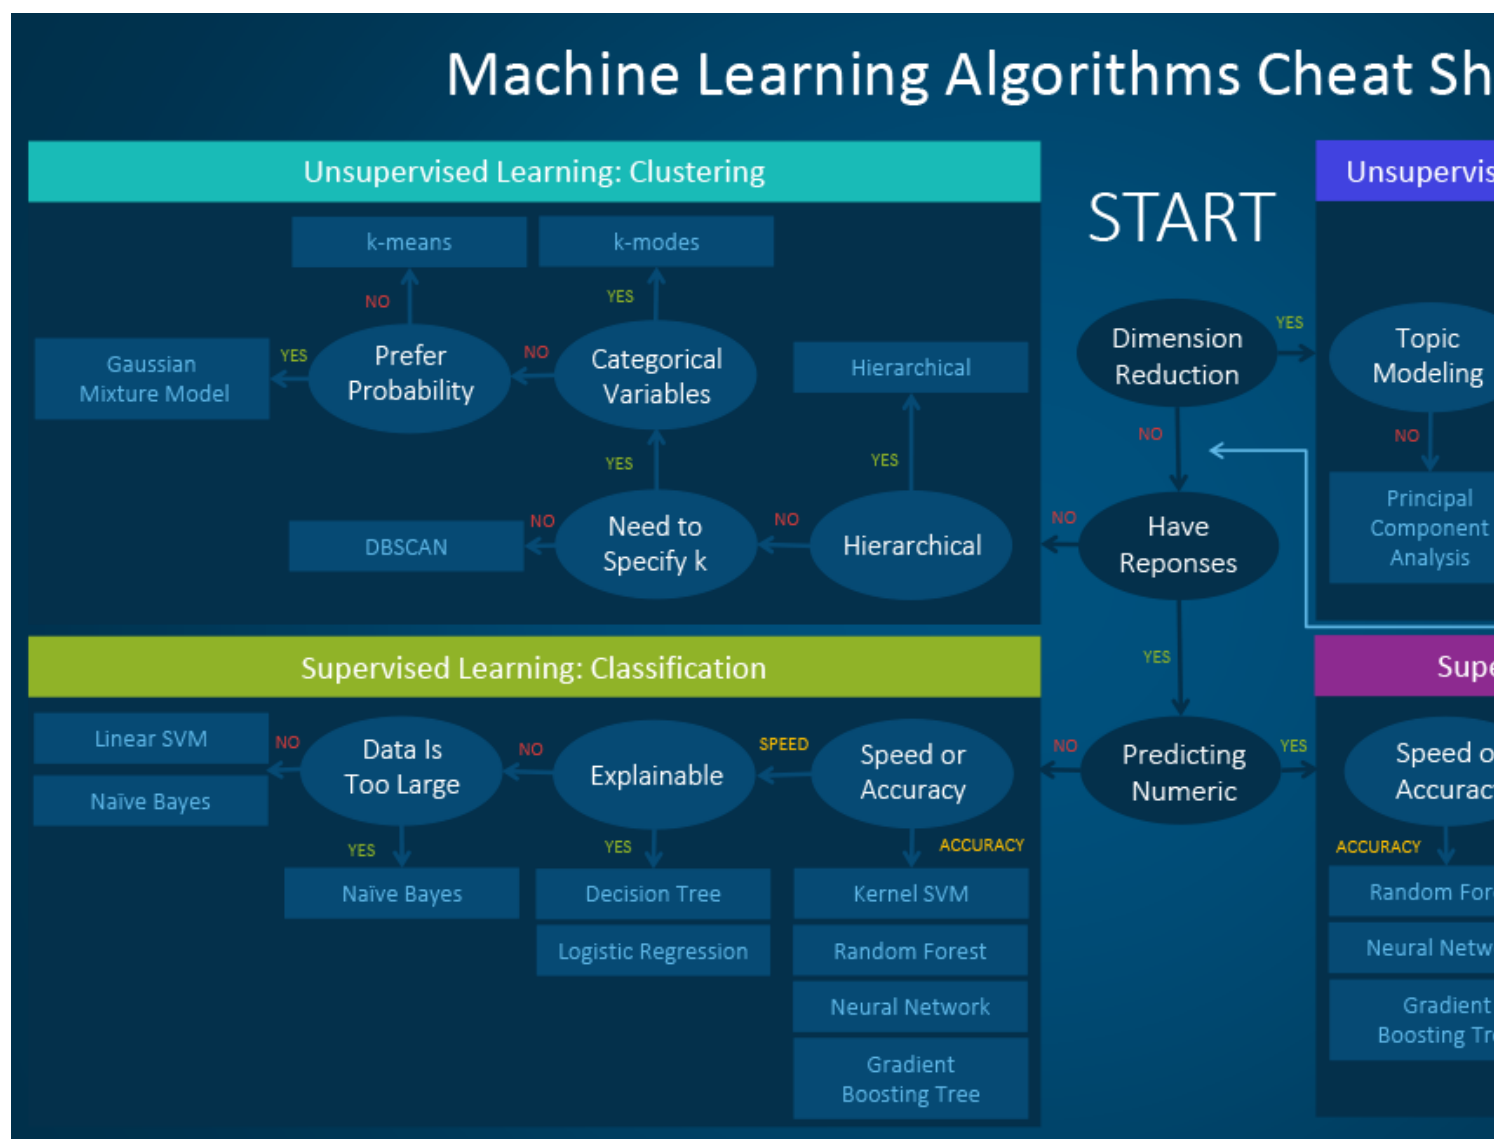 Machine Learning Algorithms Cheat Sh
Unsupervised Learning: Clustering
k-means
k-modes
NO
YES
Gaussian
Mixture Model
YES
Prefer
Probability
NO
Categorical
Variables
Hierarchical
YES
YES
DBSCAN
NO
Need to
Specify k
NO
Hierarchical
START
Dimension
Reduction
YES
NO
NO
Have
Reponses
YES
NO
Predicting
Numeric
YES
Unsupervis
Topic
Modeling
NO
Principal
Component
Analysis
Supervised Learning: Classification
Linear SVM
Naïve Bayes
NO
Data Is
Too Large
NO
Explainable
SPEED
Speed or
Accuracy
YES
YES
ACCURACY
Naïve Bayes
Decision Tree
Logistic Regression
Kernel SVM
Random Forest
Neural Network
Gradient
Boosting Tree
Supe
Speed o
Accurac
ACCURACY
Random For
Neural Netw
Gradient
Boosting Tr